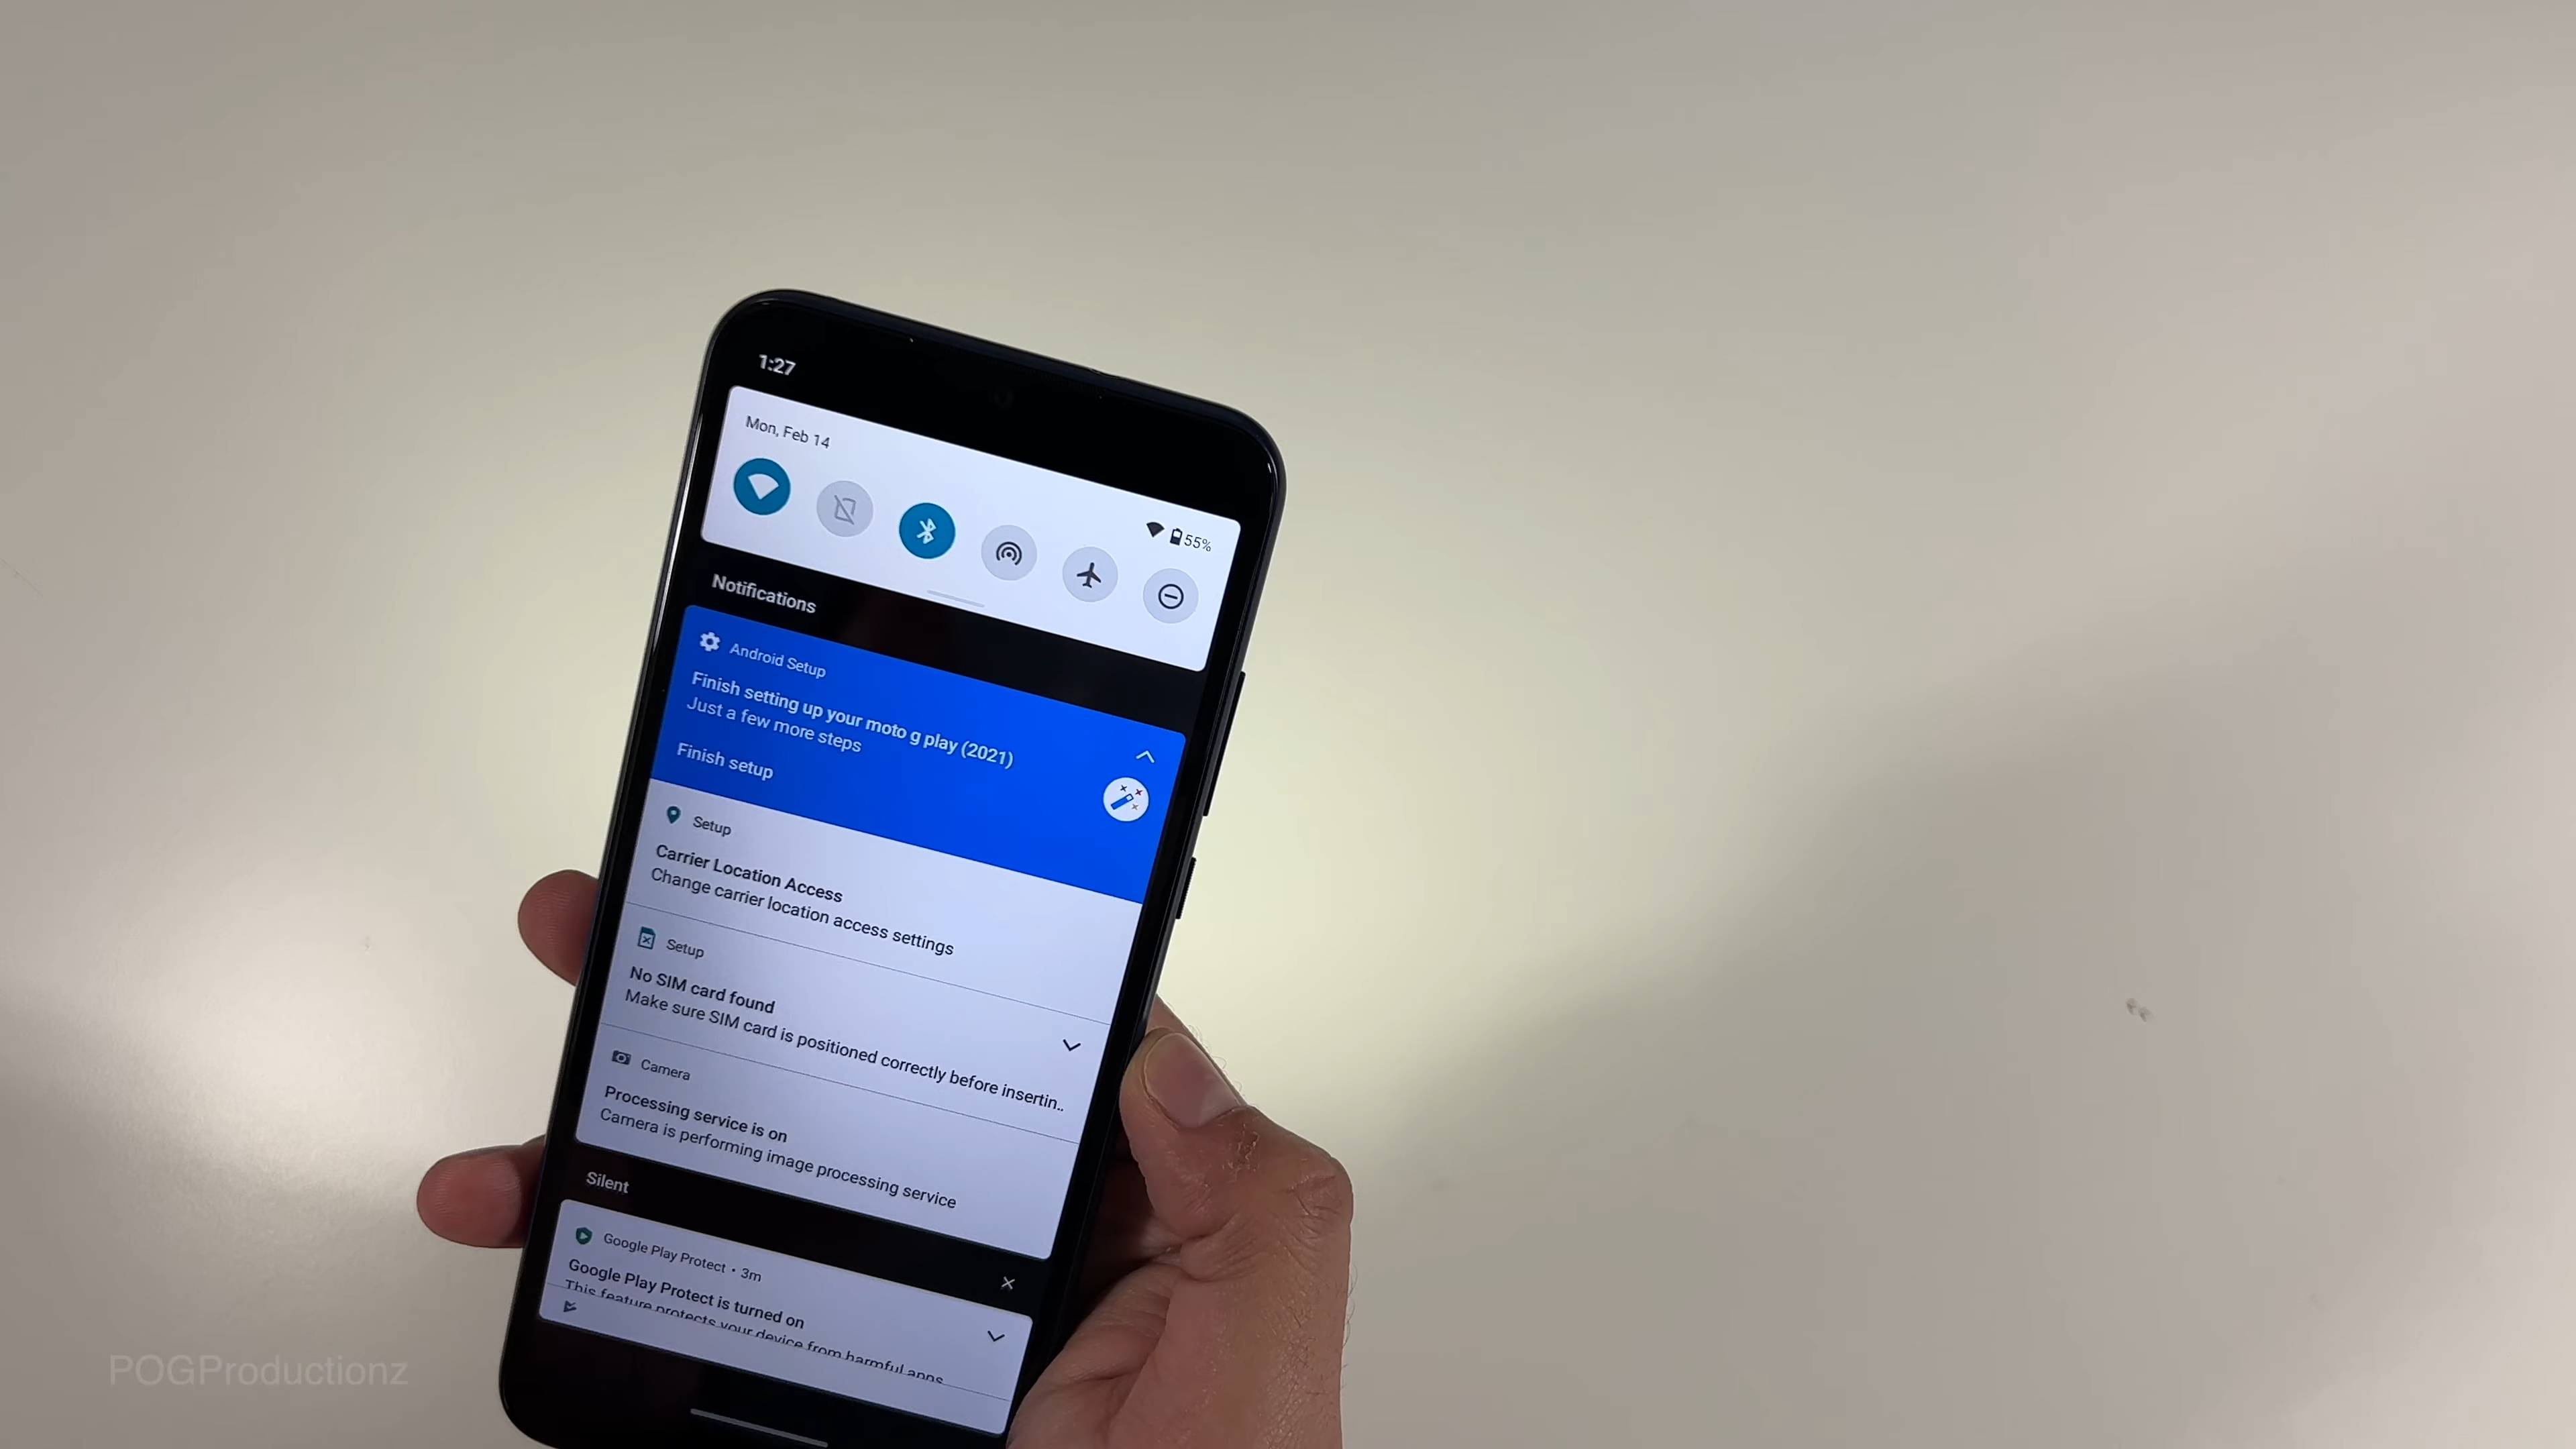 1:27
Mon, Feb 14
55%
Notifications
Android Setup
Finish setting up your moto g play (2021)
Just a few more steps
Finish setup
Setup
Carrier Location Access
Change carrier location access settings
Setup
No SIM card found
Make sure SIM card is positioned correctly before insertin..
Camera
Processing service is on
Camera is performing image processing service
Silent
Google Play Protect • 3m
Google Play Protect is turned on
This feature protects your device from harmful apps
POGProductionz